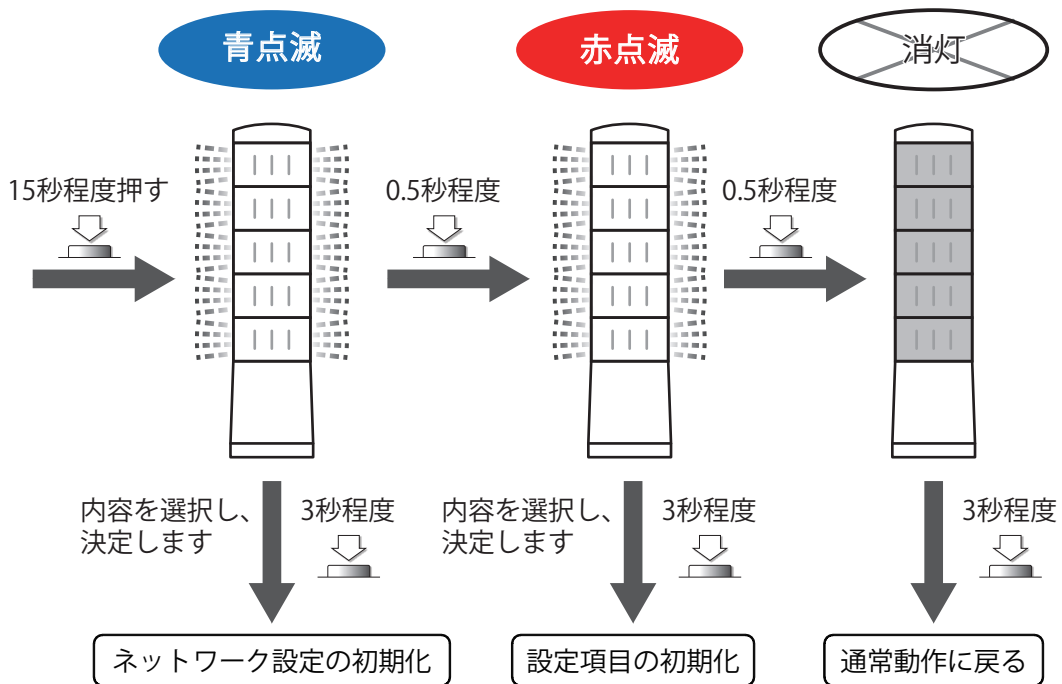 青点滅
赤点滅
消灯
15秒程度押す
0.5秒程度
0.5秒程度
内容を選択し、
決定します
3秒程度
内容を選択し、
決定します
3秒程度
3秒程度
ネットワーク設定の初期化
設定項目の初期化
通常動作に戻る